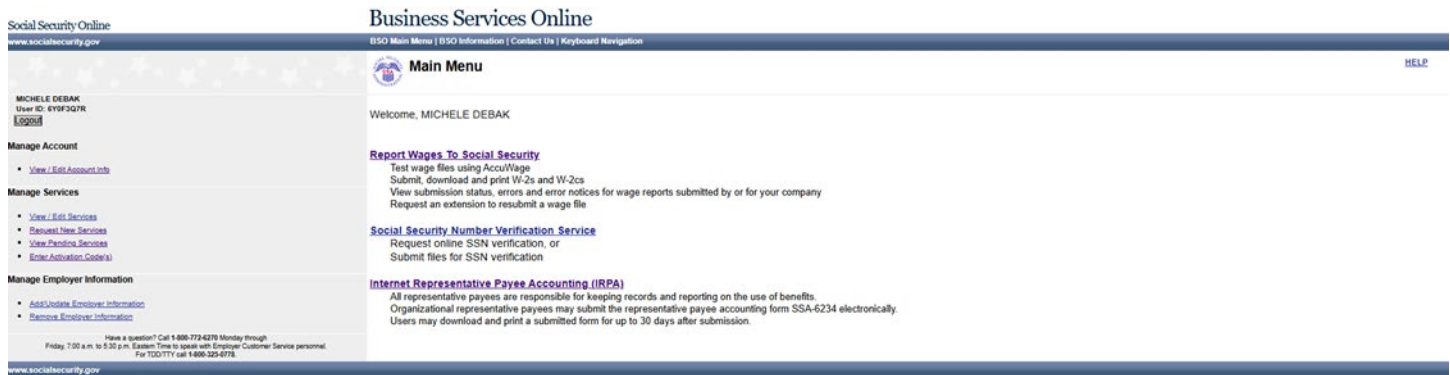 Social Security Online
Business Services Online
www.socialsecurity.gov
BSO Main Menu | BSO Information | Contact Us | Keyboard Navigation
Main Menu
HELP
MICHELE DEBAK
User ID: 6Y0F3Q7R
Logout
Manage Account
View / Edit Account Info
Manage Services
View / Edit Services
Request New Services
View Pending Services
Enter Activation Code(s)
Manage Employer Information
Add/Update Employer Information
Remove Employer Information
Have a question? Call 1-800-772-6270 Monday through
Friday, 7:00 a.m. to 5:30 p.m. Eastern Time to speak with Employer Customer Service personnel.
For TDD/TTY call 1-800-325-0778.
Welcome, MICHELE DEBAK
Report Wages To Social Security
Test wage files using AccuWage
Submit, download and print W-2s and W-2cs
View submission status, errors and error notices for wage reports submitted by or for your company
Request an extension to resubmit a wage file
Social Security Number Verification Service
Request online SSN verification, or
Submit files for SSN verification
Internet Representative Payee Accounting (IRPA)
All representative payees are responsible for keeping records and reporting on the use of benefits.
Organizational representative payees may submit the representative payee accounting form SSA-6234 electronically.
Users may download and print a submitted form for up to 30 days after submission.
www.socialsecurity.gov